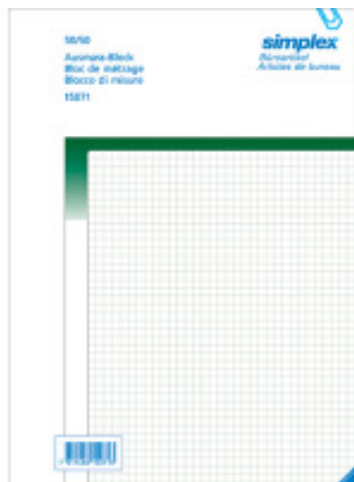 50/50
Ausmass-Block
Bloc de métrage
Blocco di misure
15071
simplex
Büroartikel
Articles de bureau